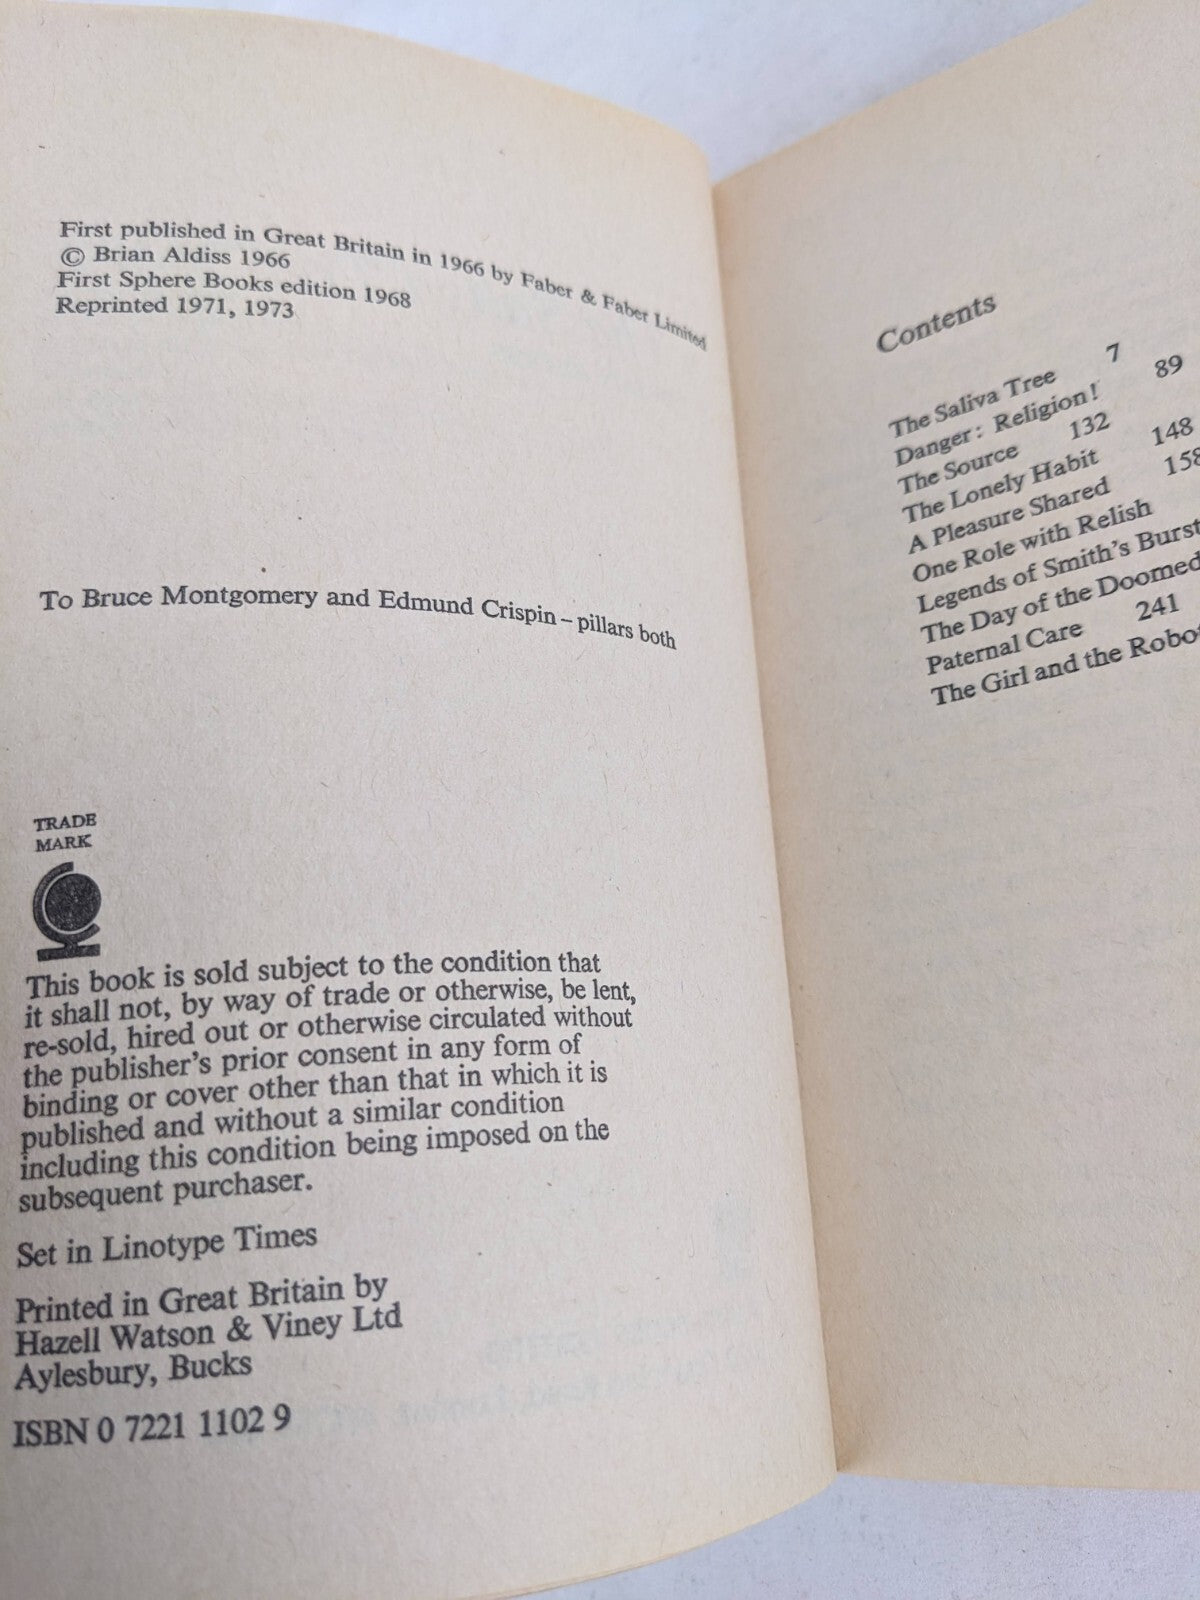 First published in Great Britain in 1966 by Faber & Faber Limited
© Brian Aldiss 1966
First Sphere Books edition 1968
Reprinted 1971, 1973
To Bruce Montgomery and Edmund Crispin – pillars both
TRADE
MARK
This book is sold subject to the condition that
it shall not, by way of trade or otherwise, be lent,
re-sold, hired out or otherwise circulated without
the publisher's prior consent in any form of
binding or cover other than that in which it is
published and without a similar condition
including this condition being imposed on the
subsequent purchaser.
Set in Linotype Times
Printed in Great Britain by
Hazell Watson & Viney Ltd
Aylesbury, Bucks
ISBN 0 7221 1102 9
Contents
The Saliva Tree 7
Danger: Religion! 89
The Source 132
The Lonely Habit 148
A Pleasure Shared 158
One Role with Relish
Legends of Smith's Burst
The Day of the Doomed
Paternal Care 241
The Girl and the Robot